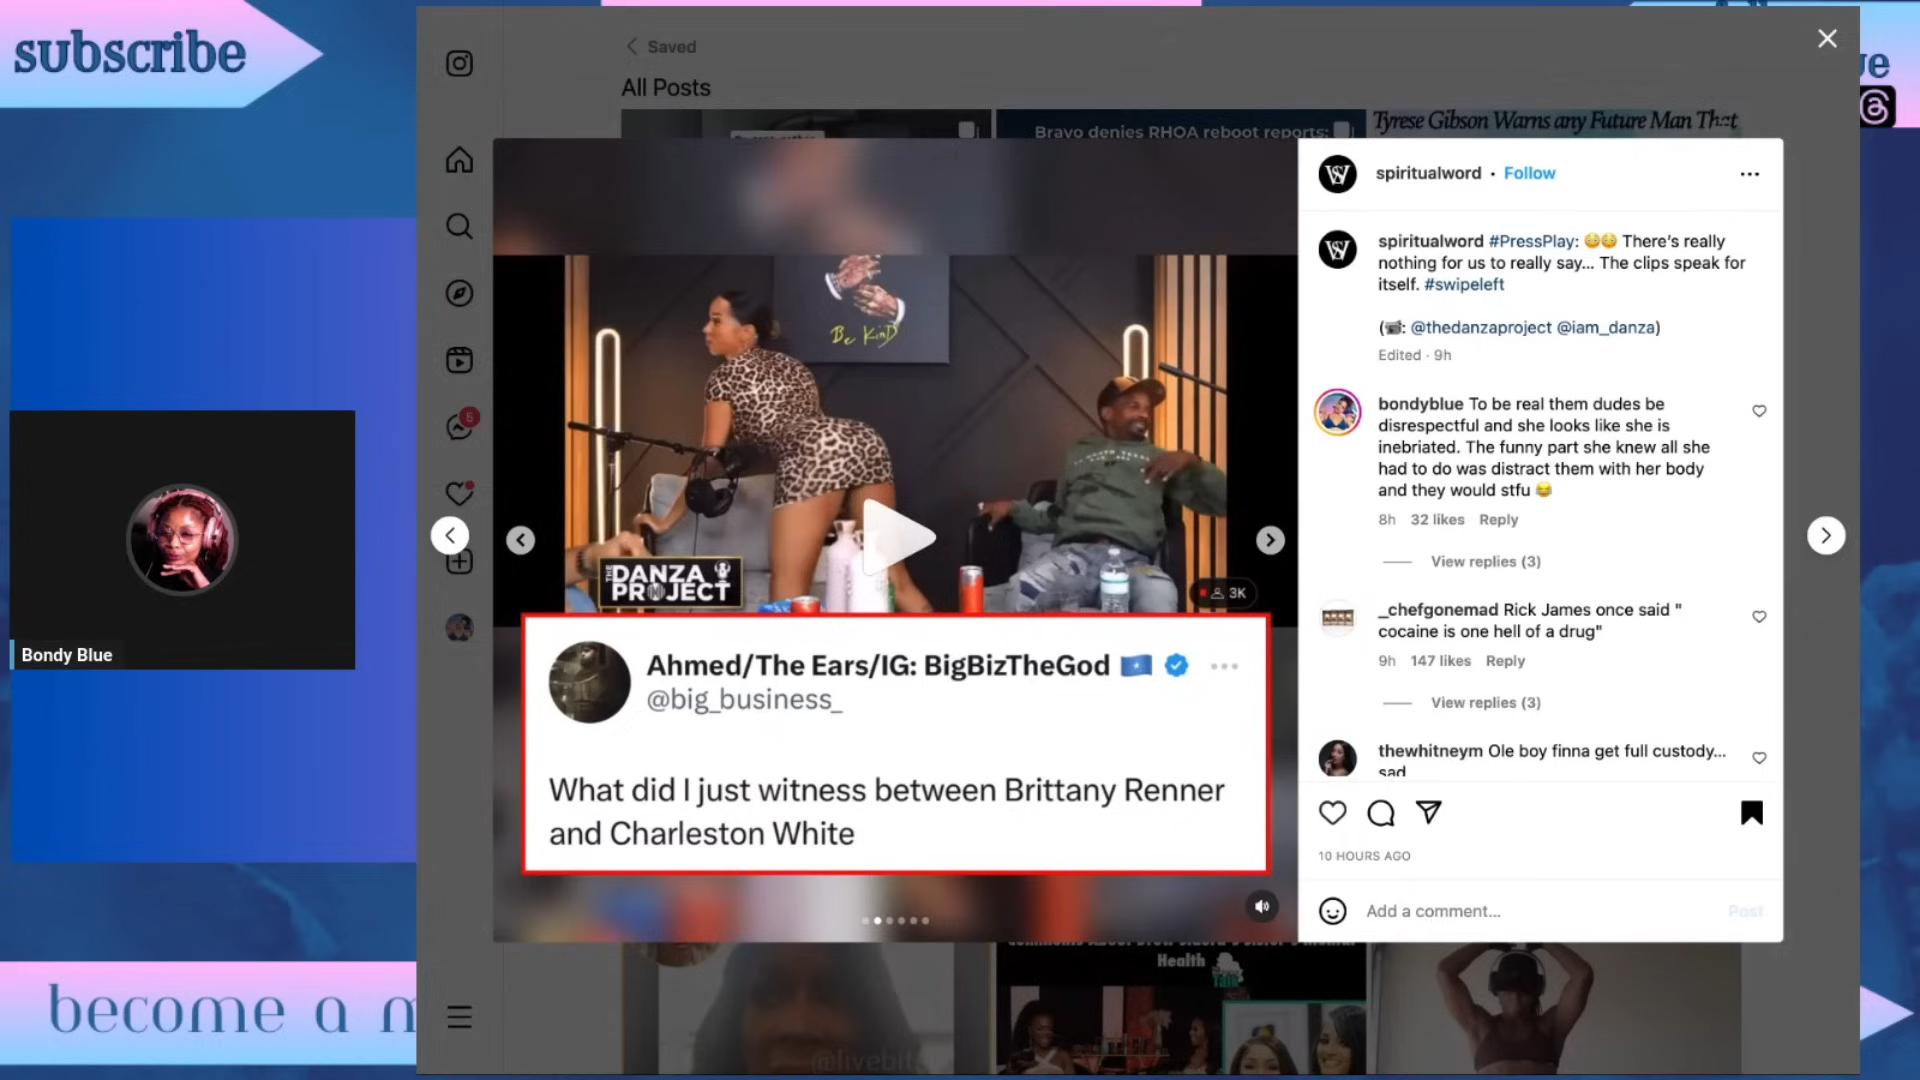 subscribe
Saved
All Posts
Bravo denies RHOA reboot reports:
Tyrese Gibson Warns any Future Man That
Be KinD
THE
DANZA
PROJECT
3K
Ahmed/The Ears/IG: BigBizTheGod
@big_business_
What did I just witness between Brittany Renner
and Charleston White
5
Bondy Blue
spiritualword • Follow
spiritualword #PressPlay: 😳😳 There's really
nothing for us to really say... The clips speak for
itself. #swipeleft
(📹: @thedanzaproject @iam_danza)
Edited · 9h
bondyblue To be real them dudes be
disrespectful and she looks like she is
inebriated. The funny part she knew all she
had to do was distract them with her body
and they would stfu 😂
8h 32 likes Reply
View replies (3)
_chefgonemad Rick James once said "
cocaine is one hell of a drug"
9h 147 likes Reply
View replies (3)
thewhitneym Ole boy finna get full custody...
sad
10 HOURS AGO
Add a comment...
Post
Health
Talk
become a m